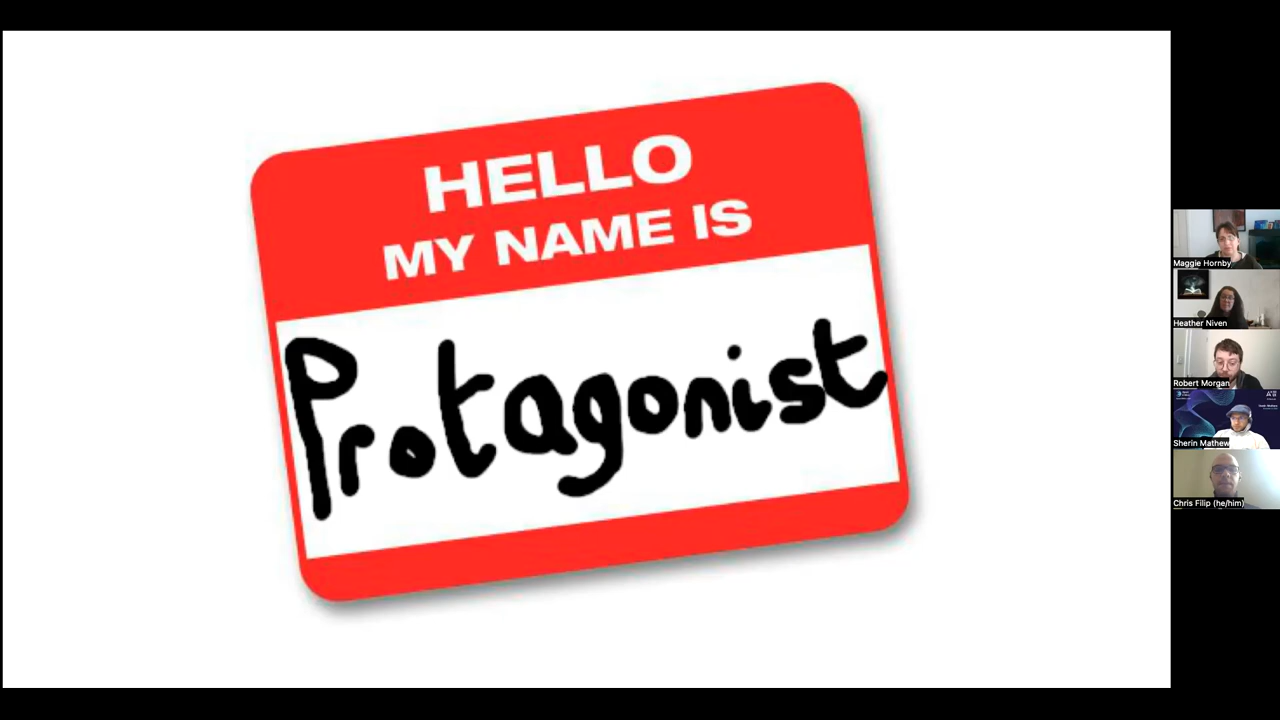 HELLO
MY NAME IS
Protagonist
Maggie Hornby
Heather Niven
Robert Morgan
Sherin Mathew
Chris Filip (he/him)